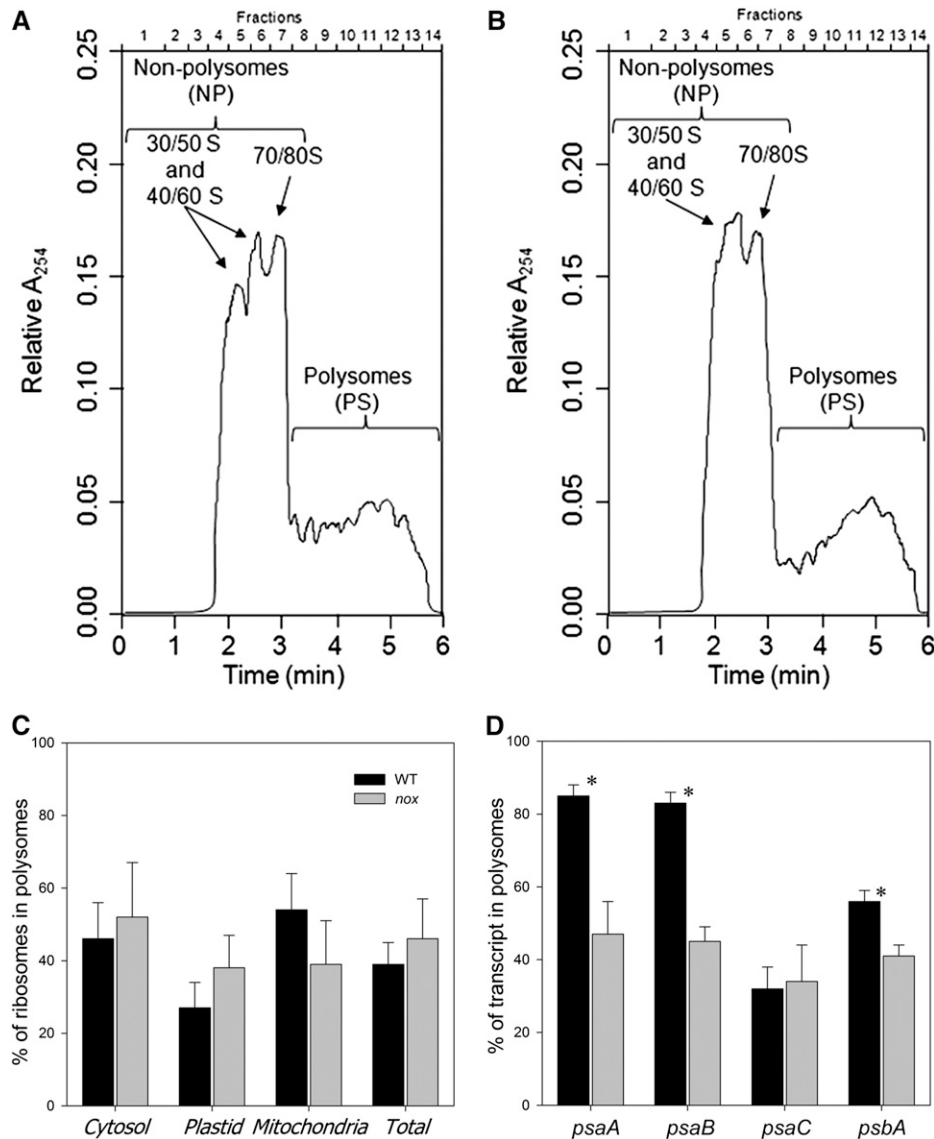 A
Fractions
1 2 3 4 5 6 7 8 9 10 11 12 13 14
0.25
0.20
0.15
0.10
0.05
0.00
Relative A254
Non-polysomes
(NP)
30/50 S
and
40/60 S
70/80S
Polysomes
(PS)
0 1 2 3 4 5 6
Time (min)
B
Fractions
1 2 3 4 5 6 7 8 9 10 11 12 13 14
0.25
0.20
0.15
0.10
0.05
0.00
Relative A254
Non-polysomes
(NP)
30/50 S
and
40/60 S
70/80S
Polysomes
(PS)
0 1 2 3 4 5 6
Time (min)
C
% of ribosomes in polysomes
100
80
60
40
20
0
WT
nox
Cytosol Plastid Mitochondria Total
D
% of transcript in polysomes
100
80
60
40
20
0
* * *
psaA psaB psaC psbA